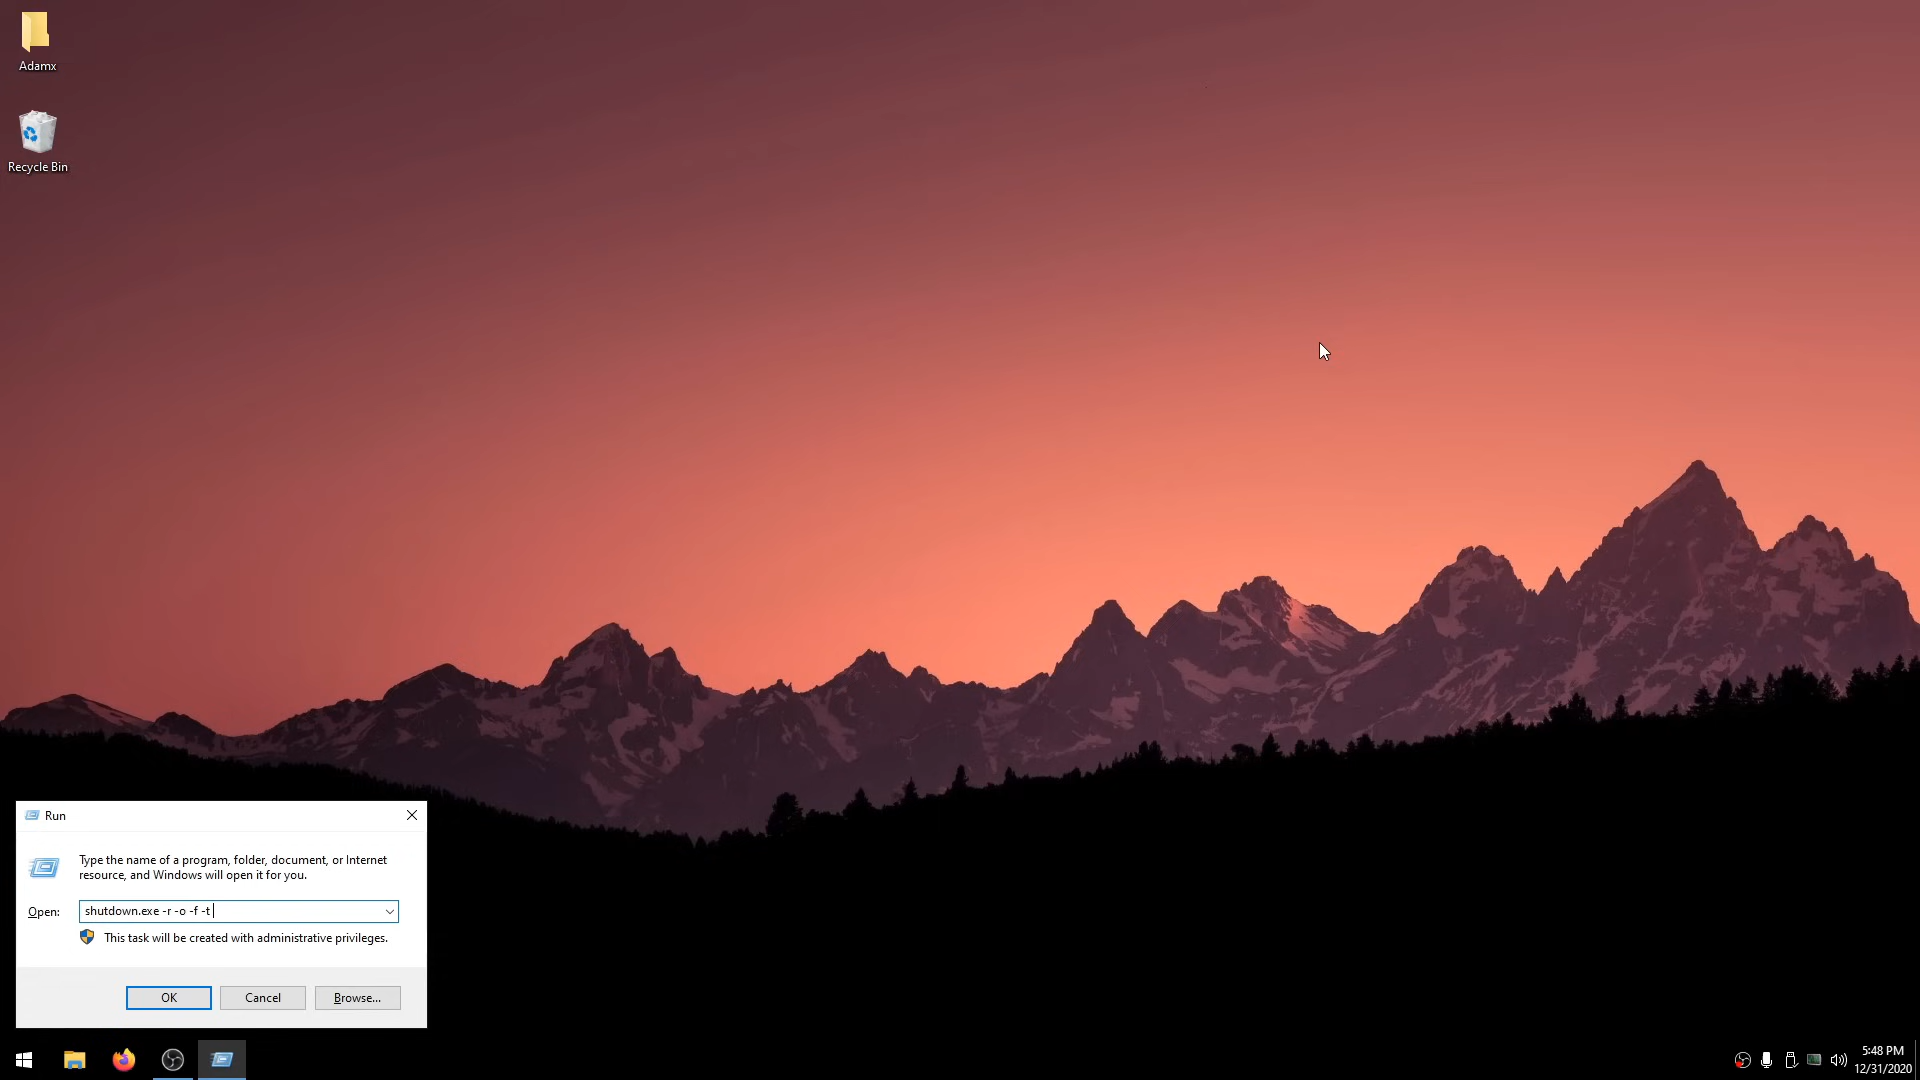 Adamx
Recycle Bin
Run
Type the name of a program, folder, document, or Internet
resource, and Windows will open it for you.
Open:
shutdown.exe -r -o -f -t
This task will be created with administrative privileges.
OK
Cancel
Browse...
5:48 PM
12/31/2020